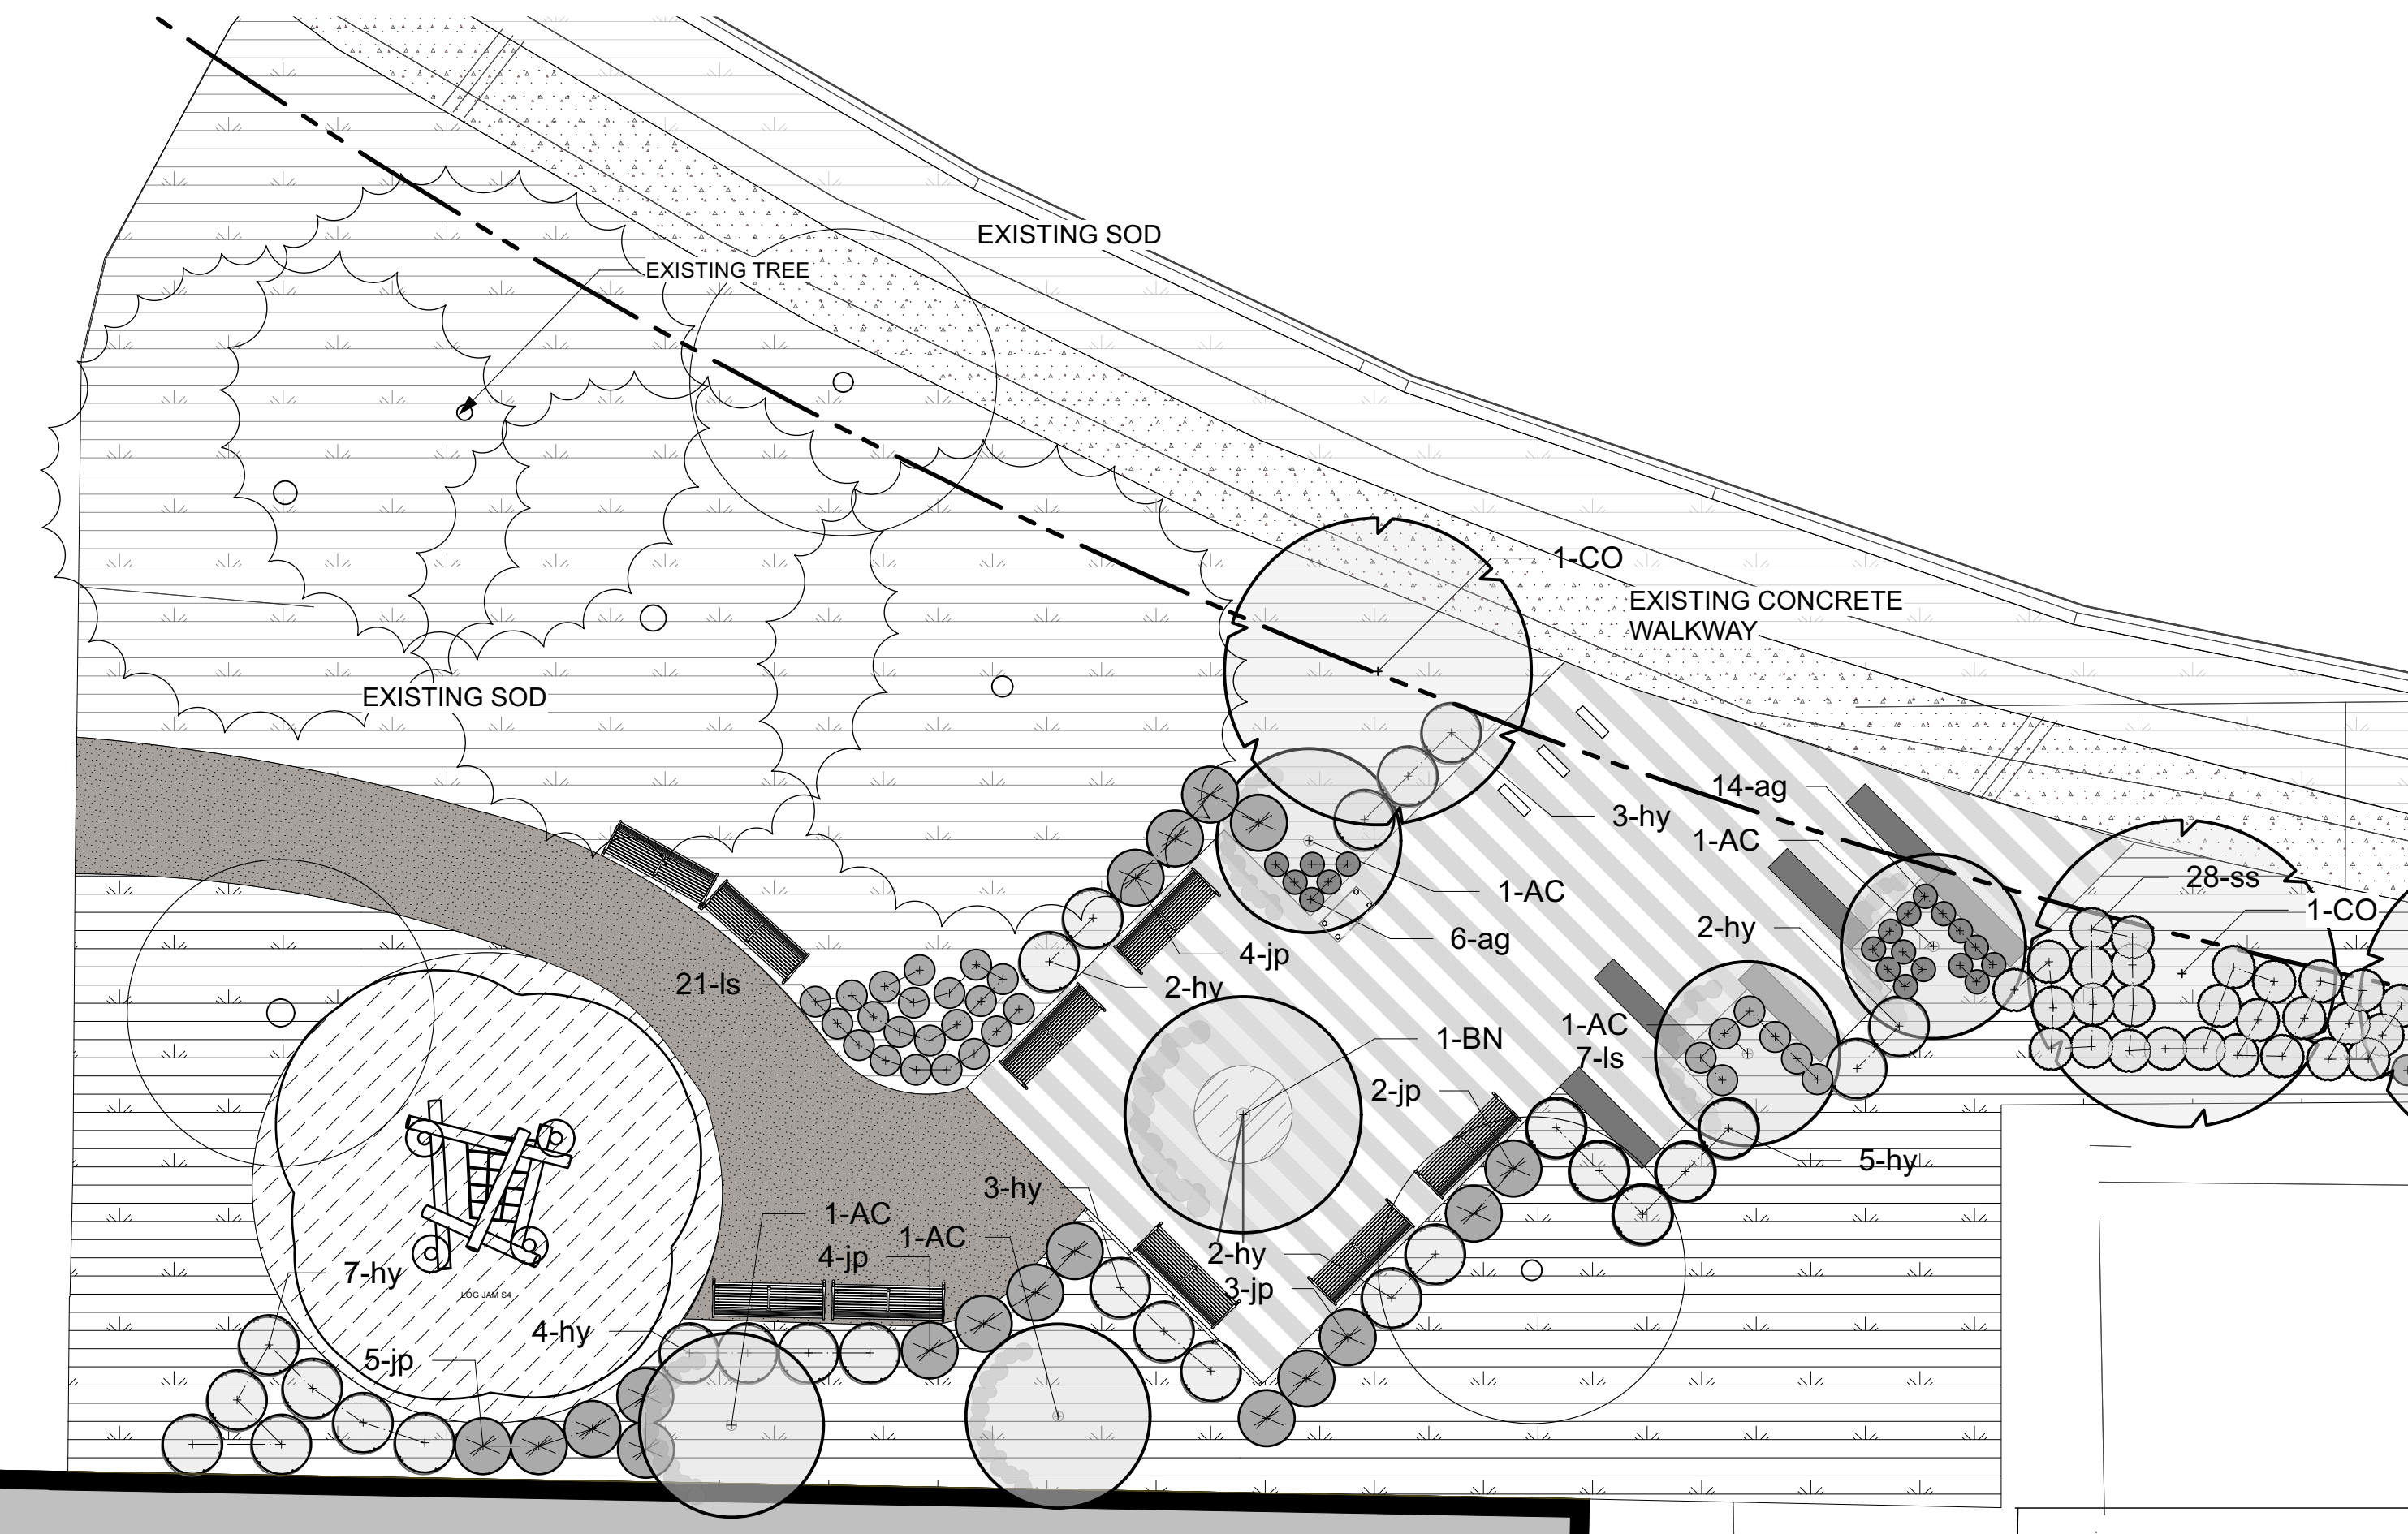 EXISTING SOD
EXISTING TREE
1-CO
EXISTING CONCRETE
WALKWAY
EXISTING SOD
14-ag
3-hy
1-AC
28-ss
1-AC
1-CO
2-hy
6-ag
4-jp
21-ls
2-hy
1-AC
1-BN
7-ls
2-jp
5-hy
3-hy
1-AC
1-AC
4-jp
2-hy
7-hy
3-jp
LOG JAM S4
4-hy
5-jp